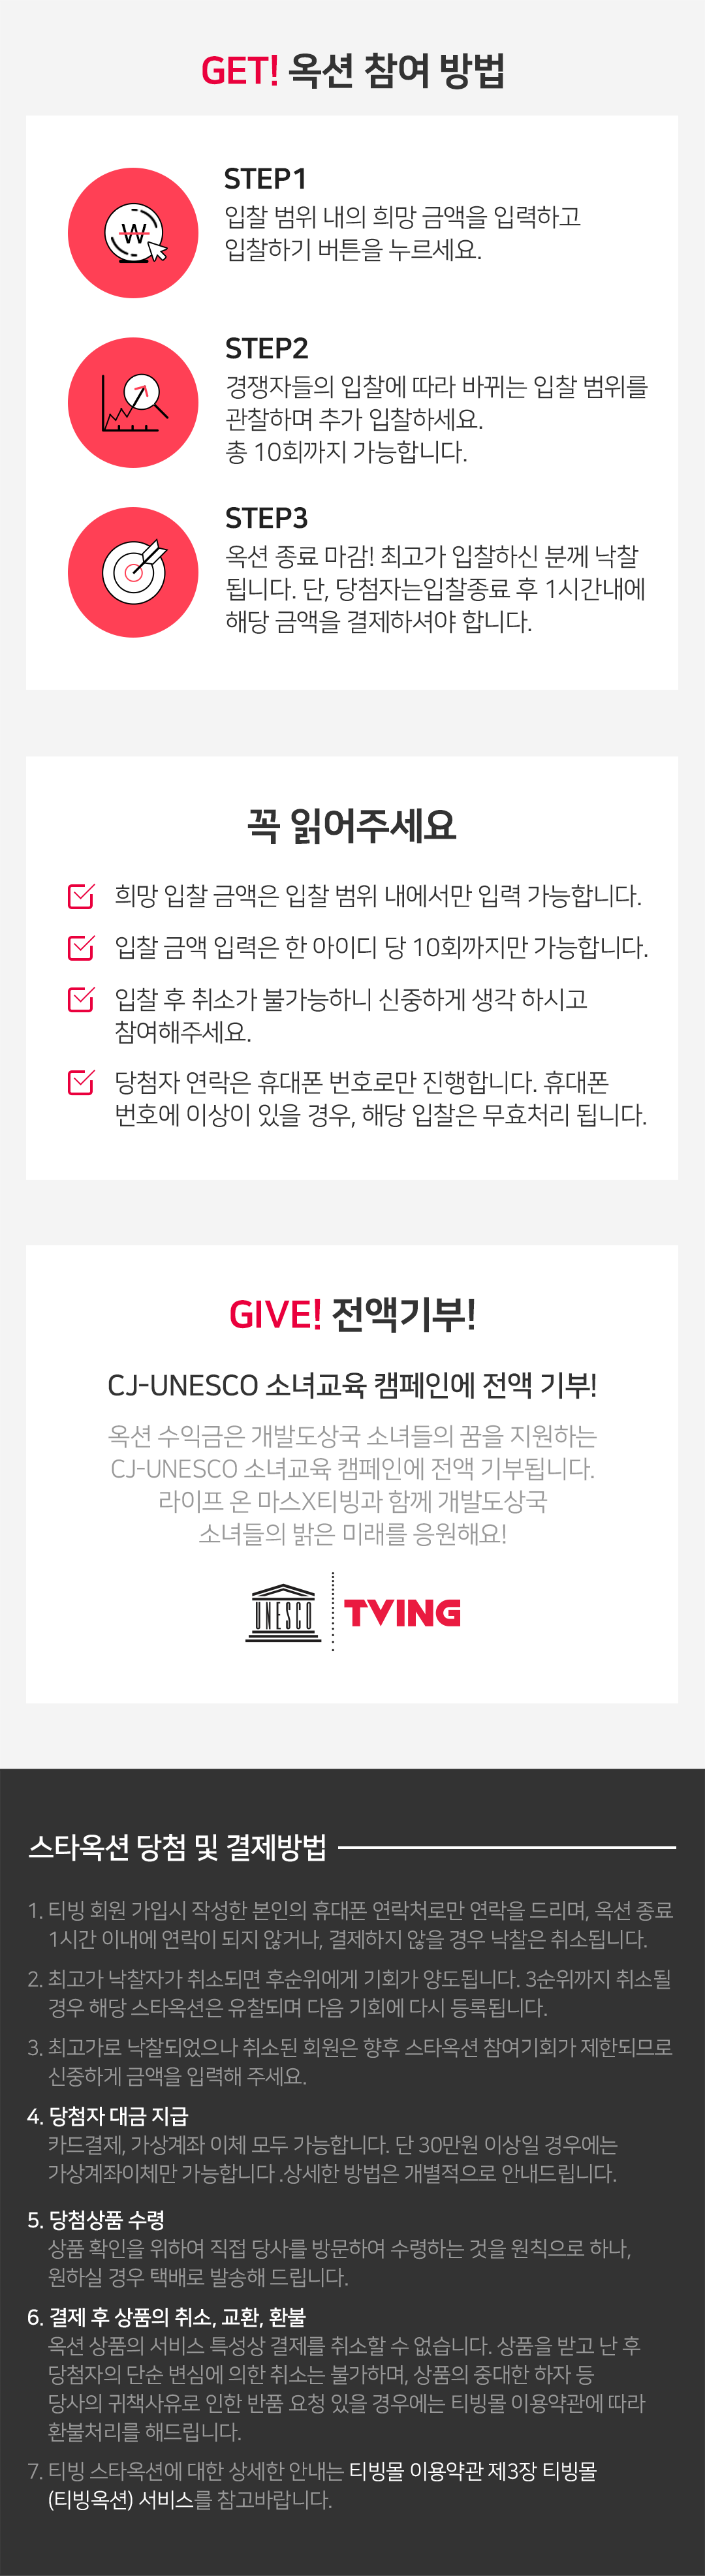 GET! 옥션 참여 방법
STEP1
입찰 범위 내의 희망 금액을 입력하고
입찰하기 버튼을 누르세요.
STEP2
경쟁자들의 입찰에 따라 바뀌는 입찰 범위를
관찰하며 추가 입찰하세요.
총 10회까지 가능합니다.
STEP3
옥션 종료 마감! 최고가 입찰하신 분께 낙찰
됩니다. 단, 당첨자는입찰종료 후 1시간내에
해당 금액을 결제하셔야 합니다.
꼭 읽어주세요
희망 입찰 금액은 입찰 범위 내에서만 입력 가능합니다.
입찰 금액 입력은 한 아이디 당 10회까지만 가능합니다.
입찰 후 취소가 불가능하니 신중하게 생각 하시고
참여해주세요.
당첨자 연락은 휴대폰 번호로만 진행합니다. 휴대폰
번호에 이상이 있을 경우, 해당 입찰은 무효처리 됩니다.
GIVE! 전액기부!
CJ-UNESCO 소녀교육 캠페인에 전액 기부!
옥션 수익금은 개발도상국 소녀들의 꿈을 지원하는
CJ-UNESCO 소녀교육 캠페인에 전액 기부됩니다.
라이프 온 마스X티빙과 함께 개발도상국
소녀들의 밝은 미래를 응원해요!
UNESCO TVING
스타옥션 당첨 및 결제방법
1. 티빙 회원 가입시 작성한 본인의 휴대폰 연락처로만 연락을 드리며, 옥션 종료
1시간 이내에 연락이 되지 않거나, 결제하지 않을 경우 낙찰은 취소됩니다.
2. 최고가 낙찰자가 취소되면 후순위에게 기회가 양도됩니다. 3순위까지 취소될
경우 해당 스타옥션은 유찰되며 다음 기회에 다시 등록됩니다.
3. 최고가로 낙찰되었으나 취소된 회원은 향후 스타옥션 참여기회가 제한되므로
신중하게 금액을 입력해 주세요.
4. 당첨자 대금 지급
카드결제, 가상계좌 이체 모두 가능합니다. 단 30만원 이상일 경우에는
가상계좌이체만 가능합니다 .상세한 방법은 개별적으로 안내드립니다.
5. 당첨상품 수령
상품 확인을 위하여 직접 당사를 방문하여 수령하는 것을 원칙으로 하나,
원하실 경우 택배로 발송해 드립니다.
6. 결제 후 상품의 취소, 교환, 환불
옥션 상품의 서비스 특성상 결제를 취소할 수 없습니다. 상품을 받고 난 후
당첨자의 단순 변심에 의한 취소는 불가하며, 상품의 중대한 하자 등
당사의 귀책사유로 인한 반품 요청 있을 경우에는 티빙몰 이용약관에 따라
환불처리를 해드립니다.
7. 티빙 스타옥션에 대한 상세한 안내는 티빙몰 이용약관 제3장 티빙몰
(티빙옥션) 서비스를 참고바랍니다.